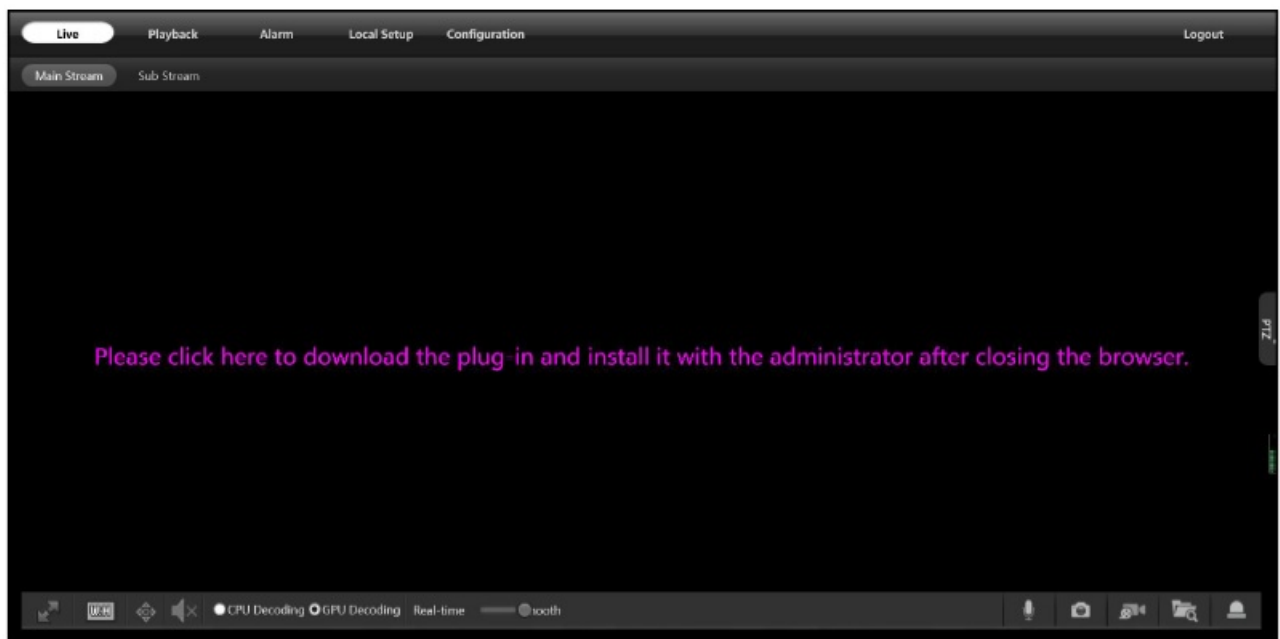 Live Playback Alarm Local Setup Configuration Logout
Main Stream Sub Stream
PTZ
Please click here to download the plug-in and install it with the administrator after closing the browser.
W:H CPU Decoding GPU Decoding Real-time ooth